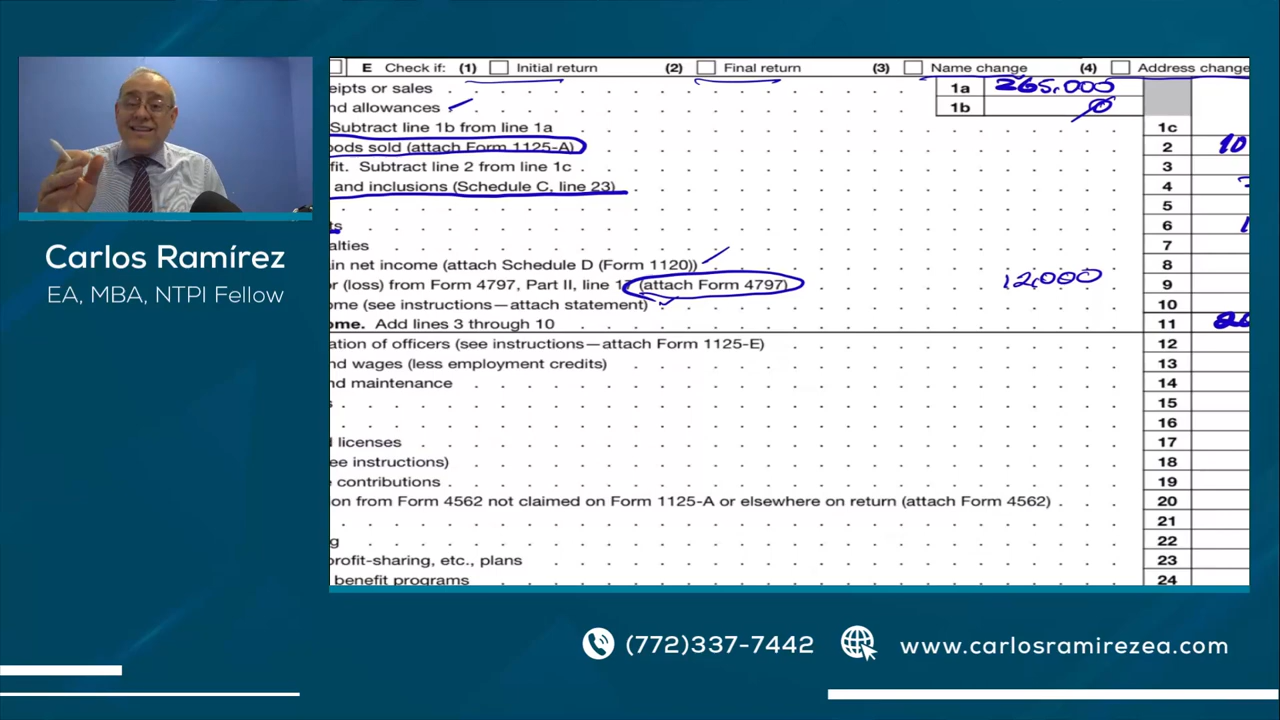 E Check if: (1) Initial return (2) Final return (3) Name change (4) Address change
eipts or sales 1a 265,000
nd allowances 1b 0
Subtract line 1b from line 1a 1c
oods sold (attach Form 1125-A) 2 10
fit. Subtract line 2 from line 1c 3
and inclusions (Schedule C, line 23) 4
5
ts 6 1
alties 7
ain net income (attach Schedule D (Form 1120)) 8
or (loss) from Form 4797, Part II, line 17 (attach Form 4797) 12,000 9
ome (see instructions—attach statement) 10
ome. Add lines 3 through 10 11
ation of officers (see instructions—attach Form 1125-E) 12
nd wages (less employment credits) 13
nd maintenance 14
s 15
16
d licenses 17
ee instructions) 18
e contributions 19
on from Form 4562 not claimed on Form 1125-A or elsewhere on return (attach Form 4562) 20
21
g 22
profit-sharing, etc., plans 23
benefit programs 24
Carlos Ramírez
EA, MBA, NTPI Fellow
(772)337-7442 www.carlosramirezea.com